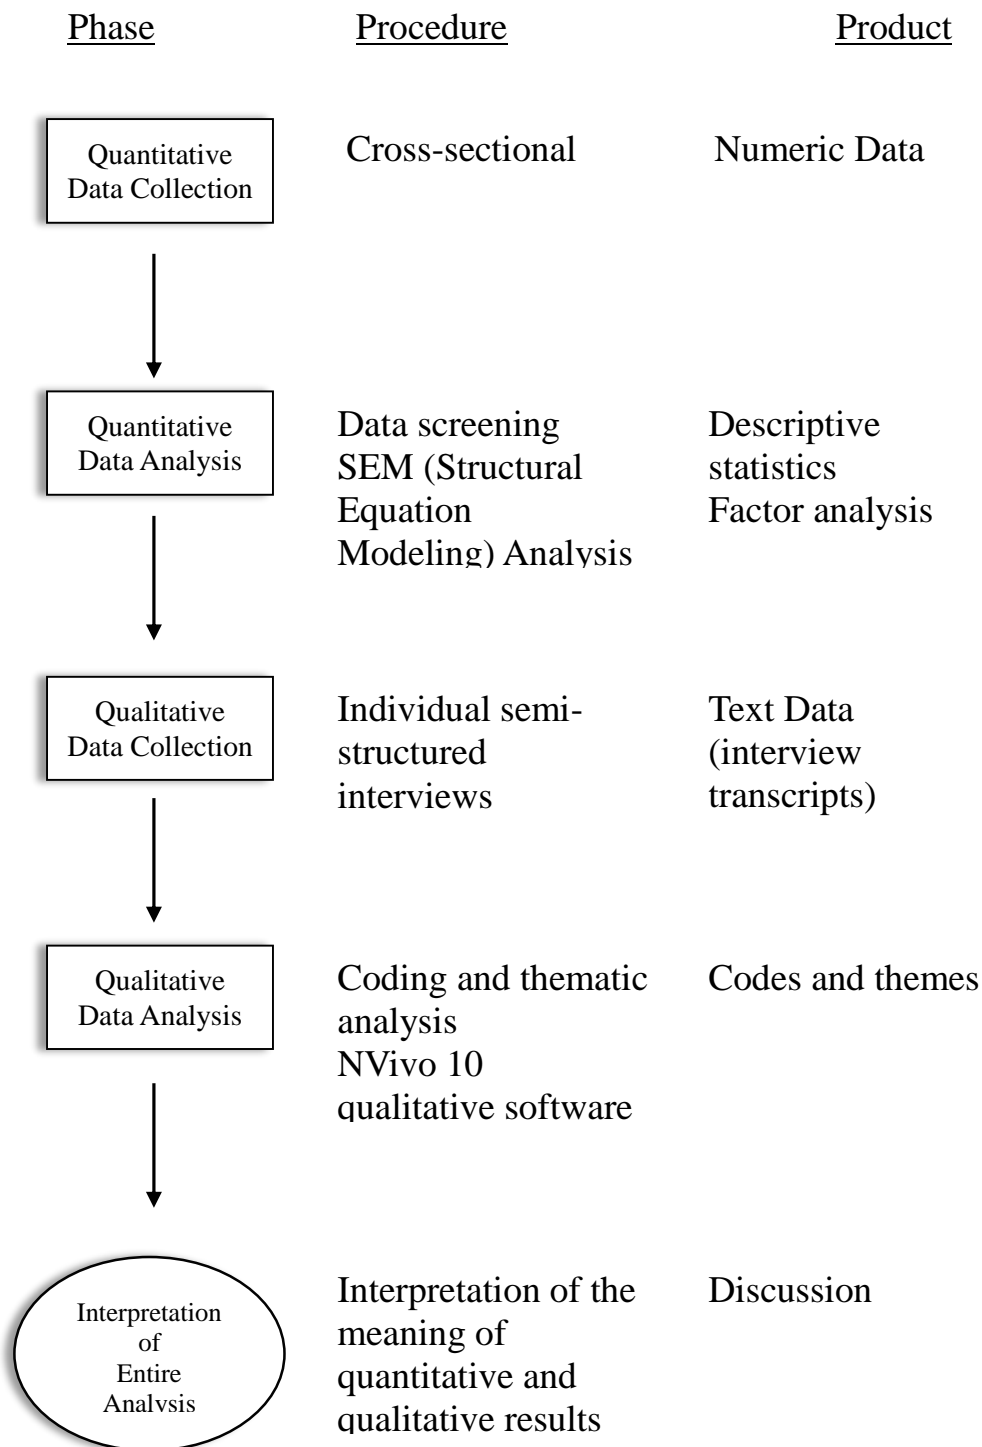 Phase
Procedure
Product
Quantitative
Data Collection
Cross-sectional
Numeric Data
Quantitative
Data Analysis
Data screening
SEM (Structural
Equation
Modeling) Analysis
Descriptive
statistics
Factor analysis
Qualitative
Data Collection
Individual semi-
structured
interviews
Text Data
(interview
transcripts)
Qualitative
Data Analysis
Coding and thematic
analysis
NVivo 10
qualitative software
Codes and themes
Interpretation
of
Entire
Analysis
Interpretation of the
meaning of
quantitative and
qualitative results
Discussion